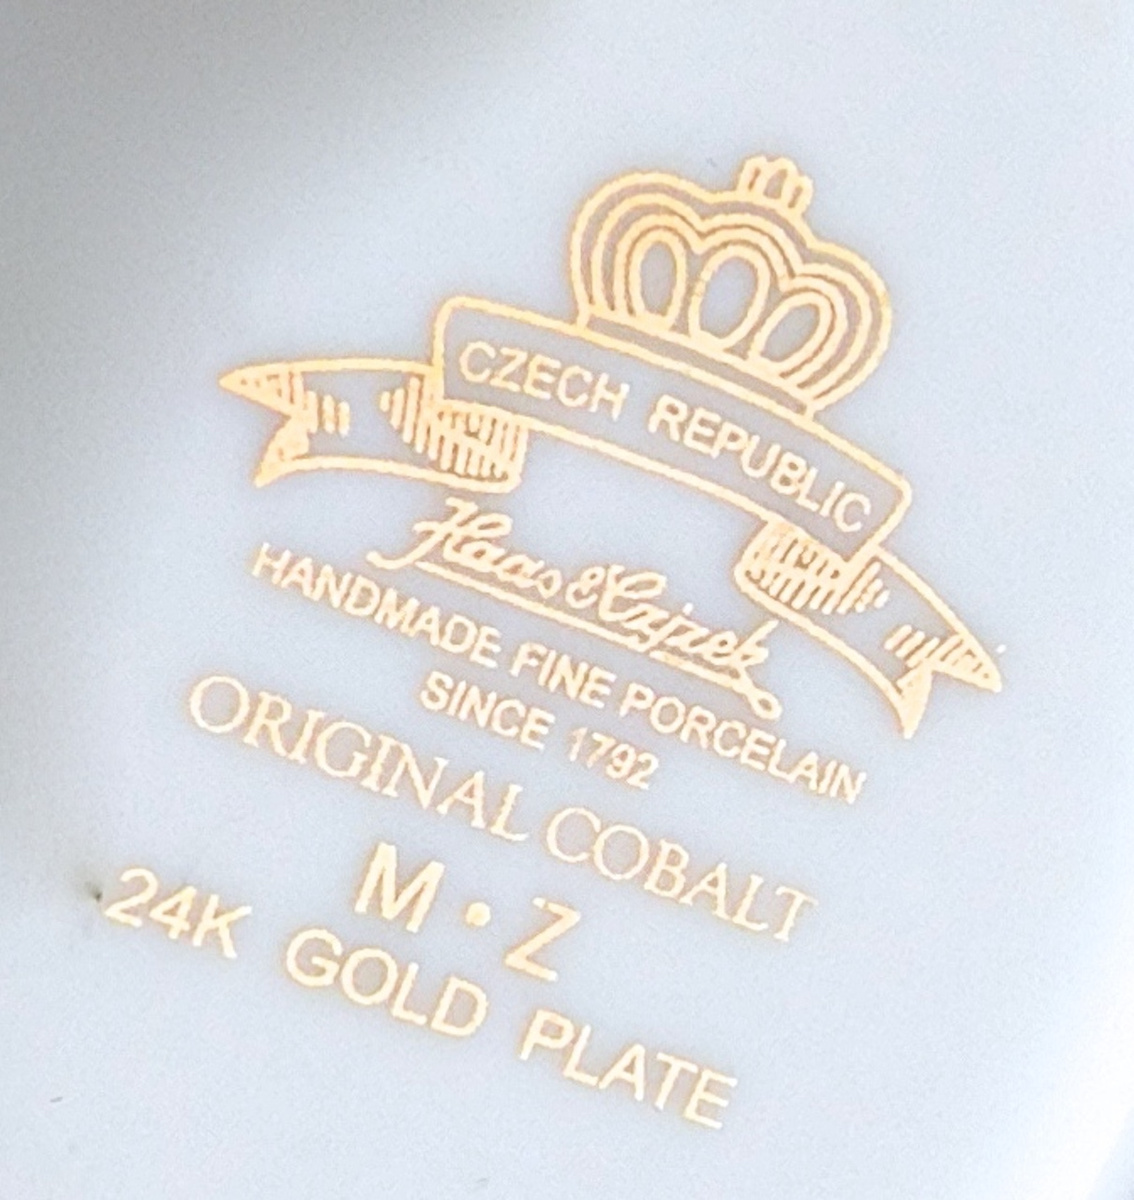 CZECH REPUBLIC
Haas & Czjzek
HANDMADE FINE PORCELAIN
SINCE 1792
ORIGINAL COBALT
M • Z
24K GOLD PLATE